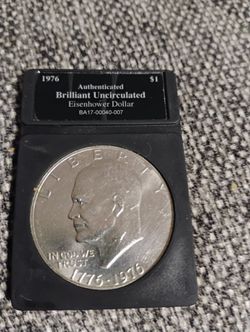 1976 $1
Authenticated
Brilliant Uncirculated
Eisenhower Dollar
BA17-00040-007
LIBERTY
IN GOD WE
TRUST
1776-1976